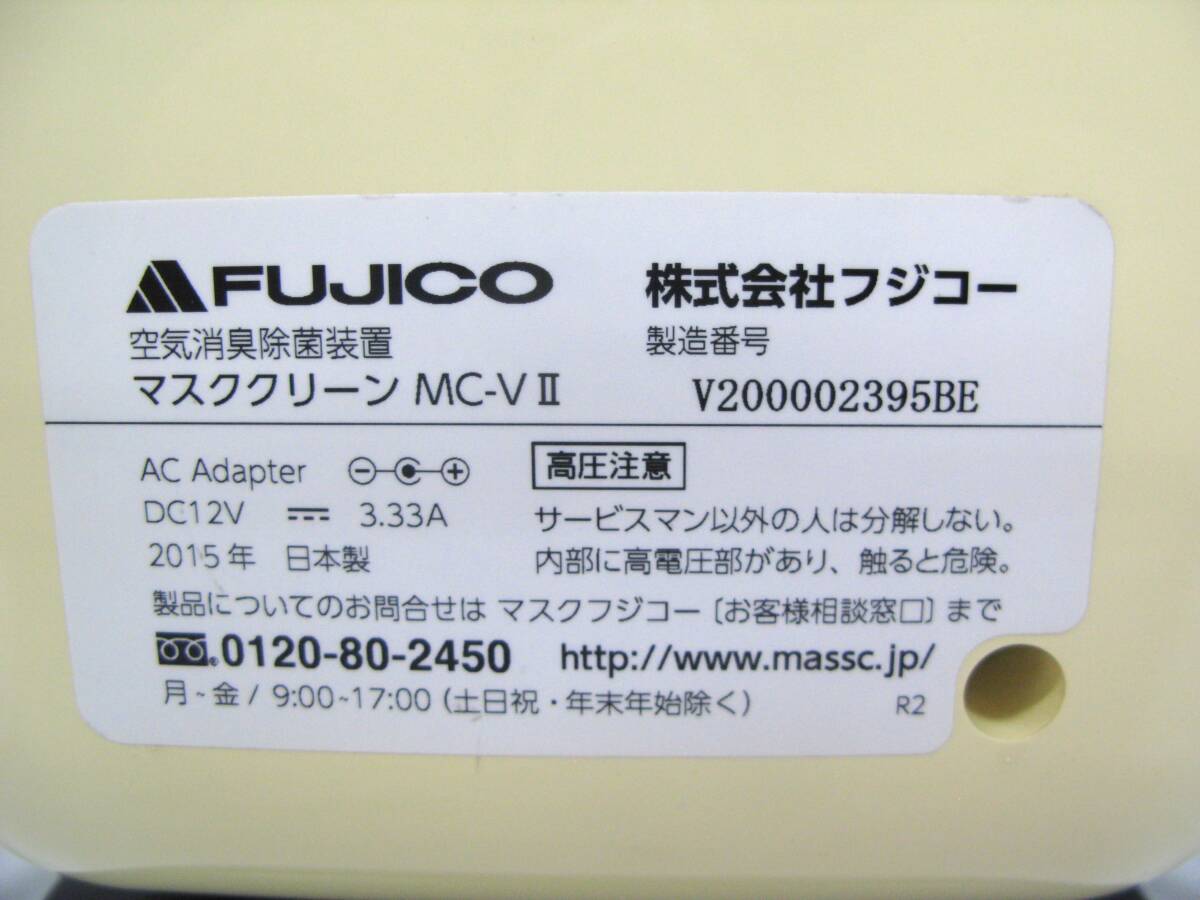 FUJICO 株式会社フジコー
空気消臭除菌装置 製造番号
マスククリーン MC-V Ⅱ V200002395BE
AC Adapter 高圧注意
DC12V 3.33A サービスマン以外の人は分解しない。
2015年 日本製 内部に高電圧部があり、触ると危険。
製品についてのお問合せは マスクフジコー〔お客様相談窓口〕まで
0120-80-2450 http://www.massc.jp/
月~金 / 9:00~17:00 (土日祝・年末年始除く) R2